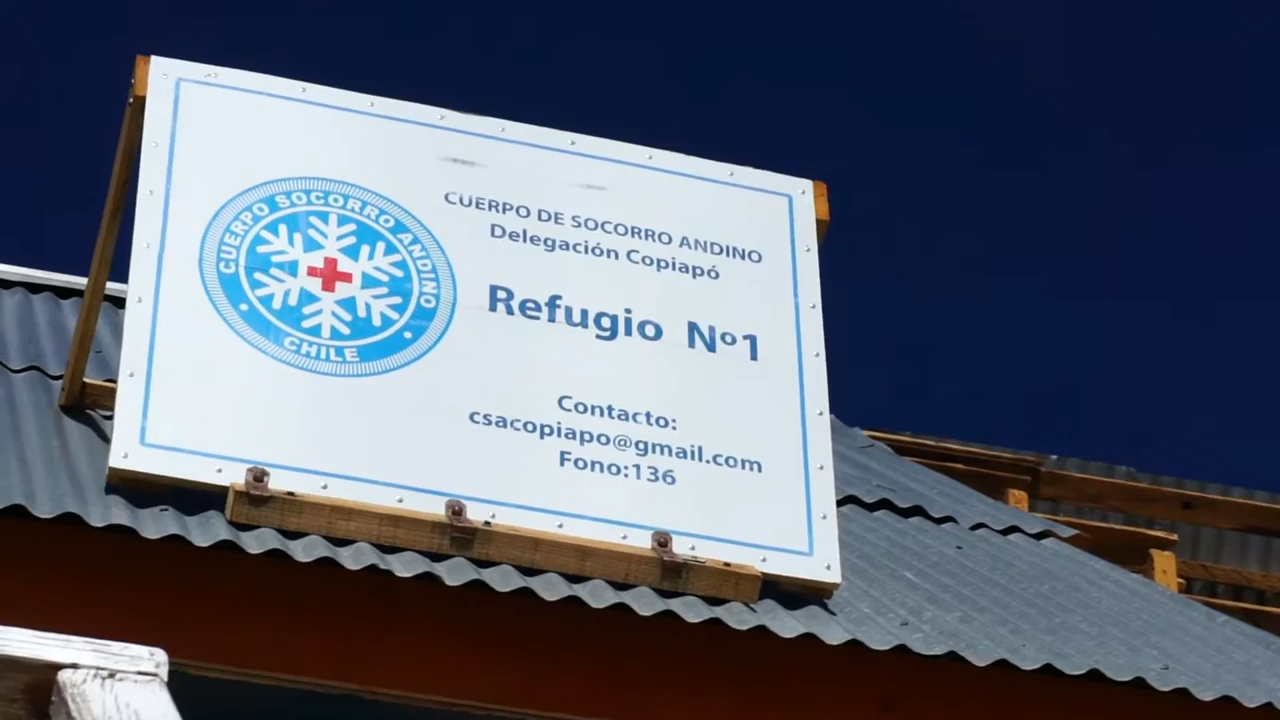 CUERPO SOCORRO ANDINO
CHILE
CUERPO DE SOCORRO ANDINO
Delegación Copiapó
Refugio Nº1
Contacto:
csacopiapo@gmail.com
Fono:136